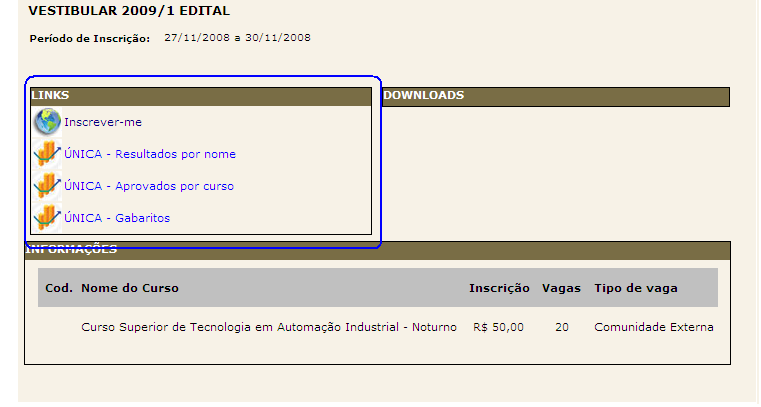 VESTIBULAR 2009/1 EDITAL
Período de Inscrição: 27/11/2008 a 30/11/2008
LINKS
Inscrever-me
ÚNICA - Resultados por nome
ÚNICA - Aprovados por curso
ÚNICA - Gabaritos
DOWNLOADS
INFORMAÇÕES
Cod. Nome do Curso Inscrição Vagas Tipo de vaga
Curso Superior de Tecnologia em Automação Industrial - Noturno R$ 50,00 20 Comunidade Externa